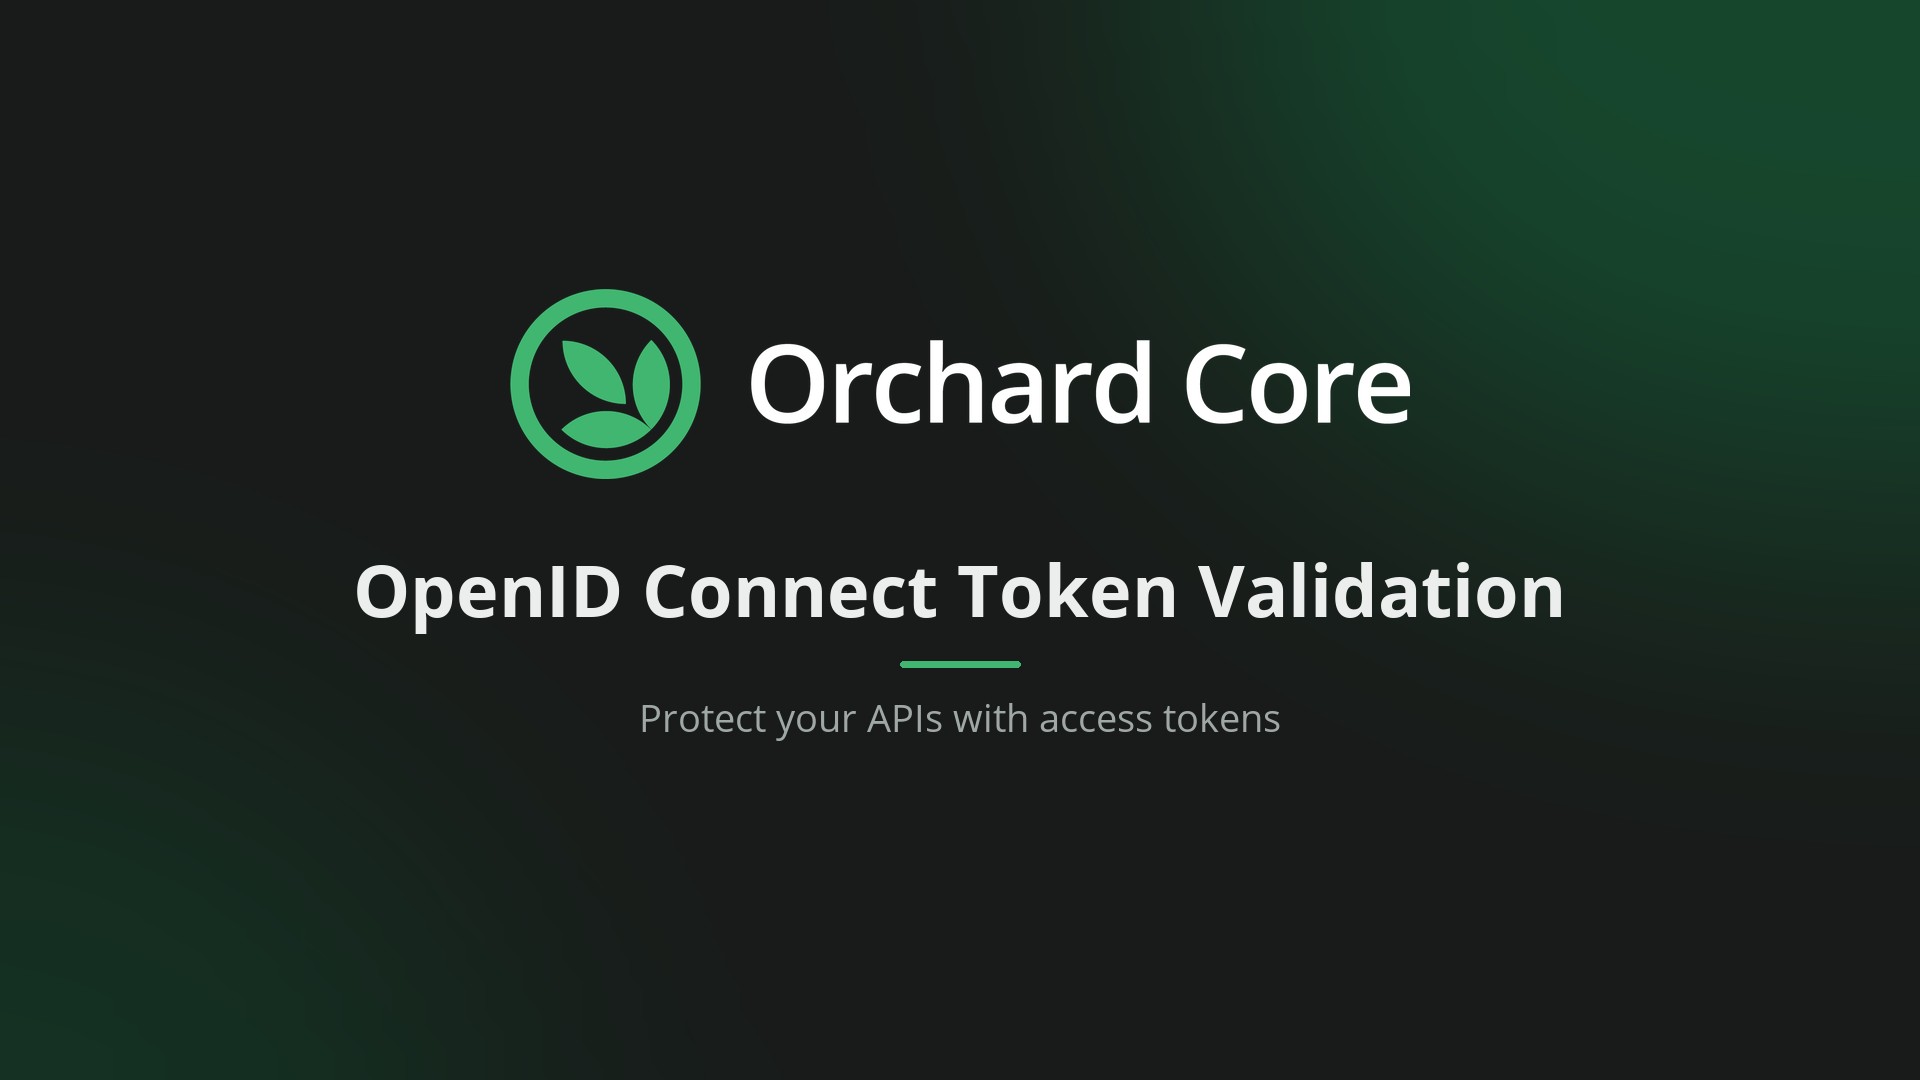 Orchard Core
OpenID Connect Token Validation
Protect your APIs with access tokens